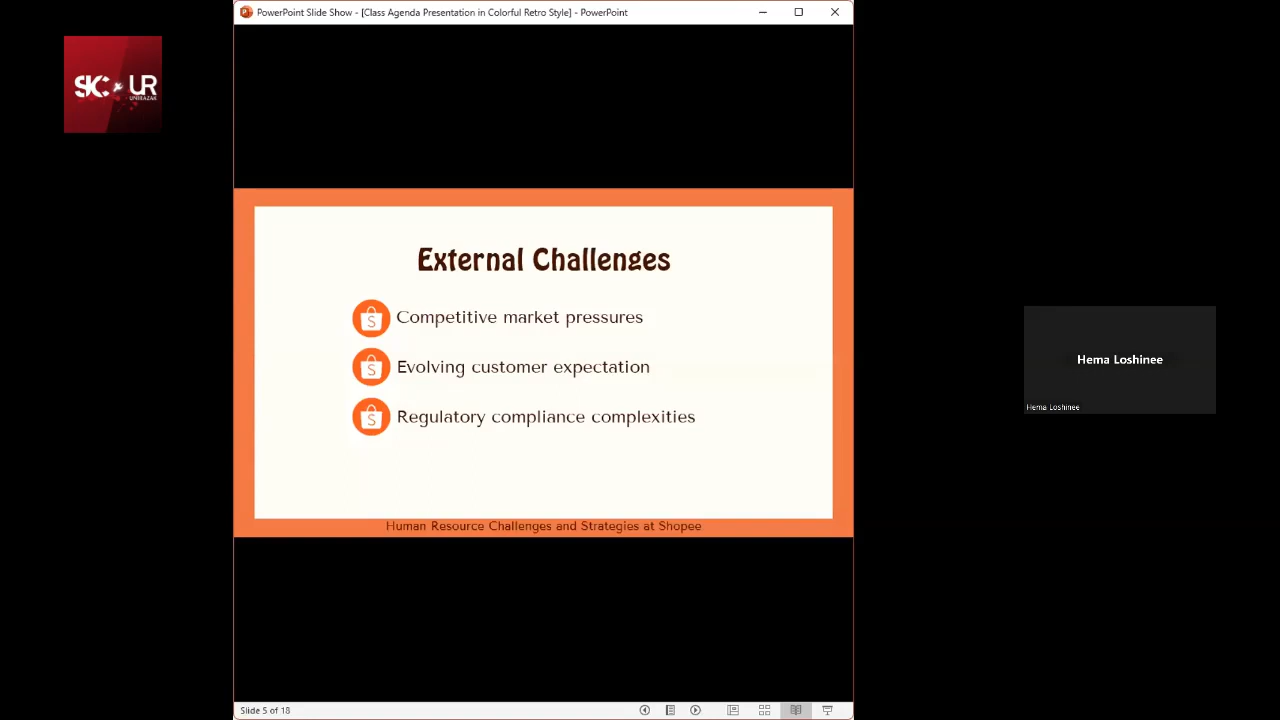 PowerPoint Slide Show - [Class Agenda Presentation in Colorful Retro Style] - PowerPoint
SKC UR
UNIRAZAK
External Challenges
S Competitive market pressures
S Evolving customer expectation
S Regulatory compliance complexities
Human Resource Challenges and Strategies at Shopee
Hema Loshinee
Hema Loshinee
Slide 5 of 18